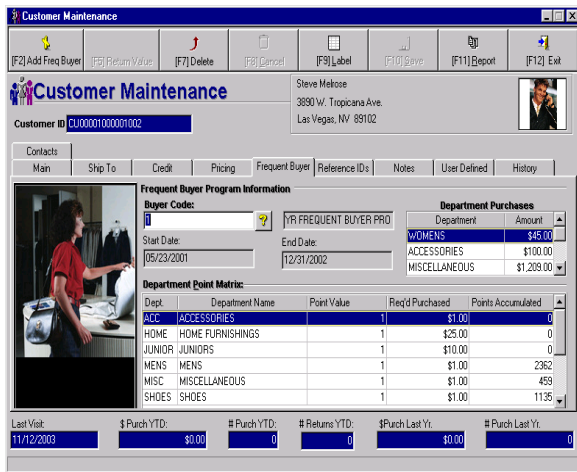 Customer Maintenance
[F2] Add Freq Buyer [F5] Return Value [F7] Delete [F8] Cancel [F9] Label [F10] Save [F11] Report [F12] Exit
Customer Maintenance
Steve Melrose
3890 W. Tropicana Ave.
Las Vegas, NV 89102
Customer ID CU00001000001002
Contacts
Main Ship To Credit Pricing Frequent Buyer Reference IDs Notes User Defined History
Frequent Buyer Program Information
Buyer Code:
1 ? YR FREQUENT BUYER PRO
Start Date: End Date:
05/23/2001 12/31/2002
Department Purchases
Department Amount
WOMENS $45.00
ACCESSORIES $100.00
MISCELLANEOUS $1,209.00
Department Point Matrix:
Dept. Department Name Point Value Req'd Purchased Points Accumulated
ACC ACCESSORIES 1 $1.00 0
HOME HOME FURNISHINGS 1 $25.00 0
JUNIOR JUNIORS 1 $10.00 0
MENS MENS 1 $1.00 2362
MISC MISCELLANEOUS 1 $1.00 459
SHOES SHOES 1 $1.00 1135
Last Visit: $ Purch YTD: # Purch YTD: # Returns YTD: $Purch Last Yr. # Purch Last Yr.
11/12/2003 $0.00 0 0 $0.00 0